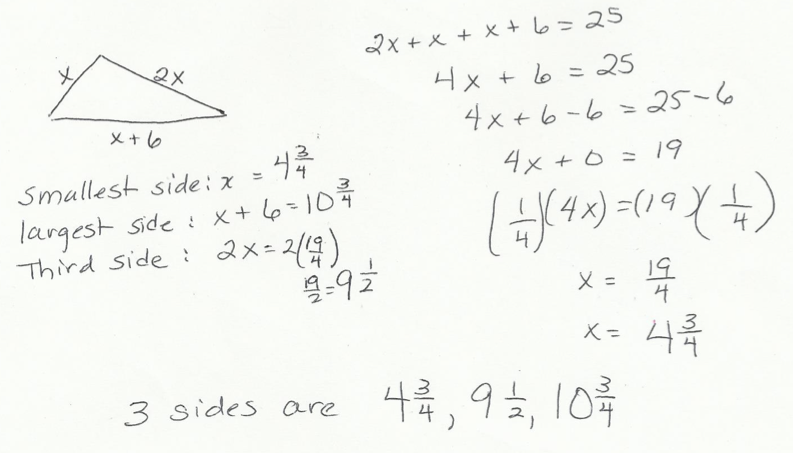 x 2x
x + 6
Smallest side: x = 4 3/4
largest side : x + 6 = 10 3/4
Third side : 2x = 2(19/4)
19/2 = 9 1/2
2x + x + x + 6 = 25
4x + 6 = 25
4x + 6 - 6 = 25 - 6
4x + 0 = 19
(1/4)(4x) = (19)(1/4)
x = 19/4
x = 4 3/4
3 sides are 4 3/4, 9 1/2, 10 3/4